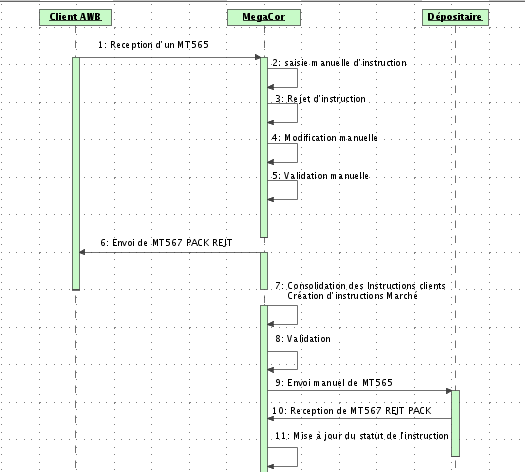 Client AWB
MegaCor
Dépositaire
1: Reception d'un MT565
2: saisie manuelle d'instruction
3: Rejet d'instruction
4: Modification manuelle
5: Validation manuelle
6: Envoi de MT567 PACK REJT
7: Consolidation des Instructions clients
Création d'instructions Marché
8: Validation
9: Envoi manuel de MT565
10: Reception de MT567 REJT PACK
11: Mise à jour du statut de l'instruction